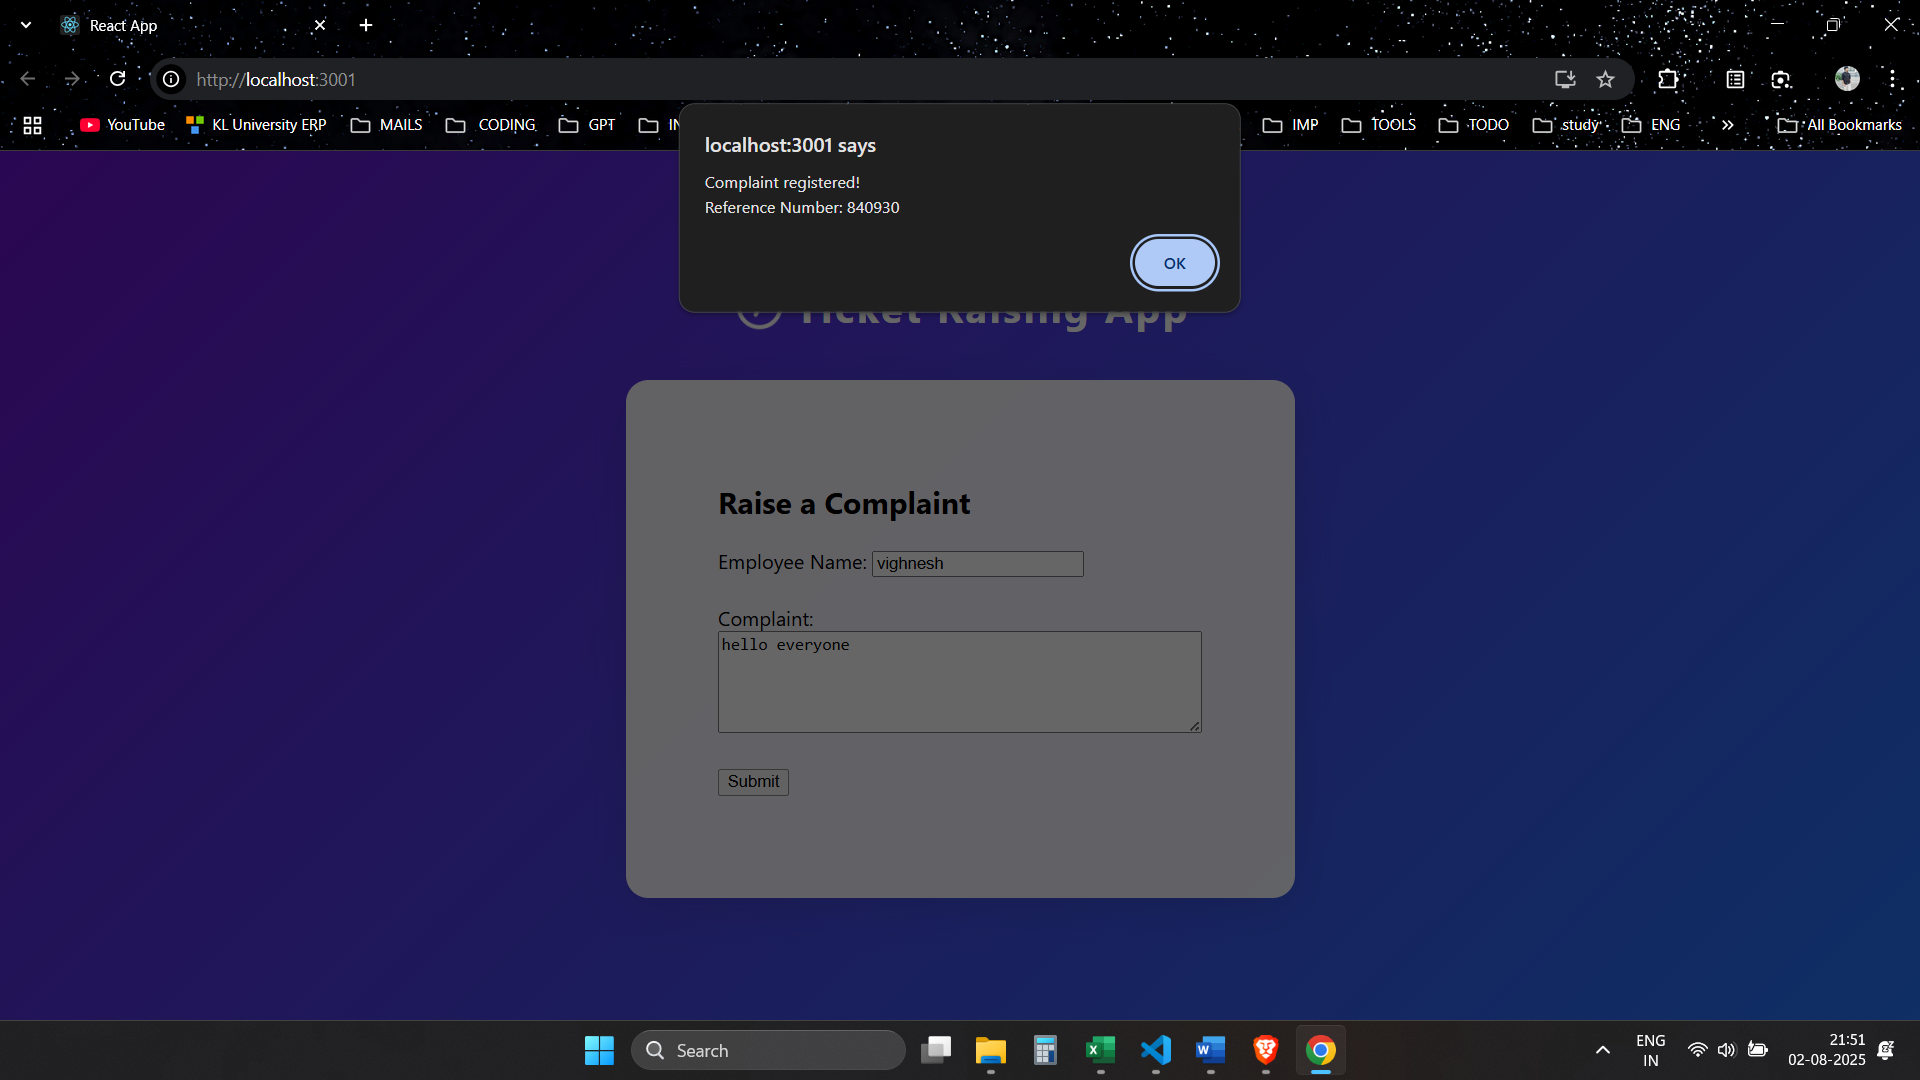 React App
http://localhost:3001
YouTube KL University ERP MAILS CODING GPT IMP TOOLS TODO study ENG » All Bookmarks
localhost:3001 says
Complaint registered!
Reference Number: 840930
OK
Ticket Raising App
Raise a Complaint
Employee Name: vighnesh
Complaint:
hello everyone
Submit
Search
ENG
IN
21:51
02-08-2025